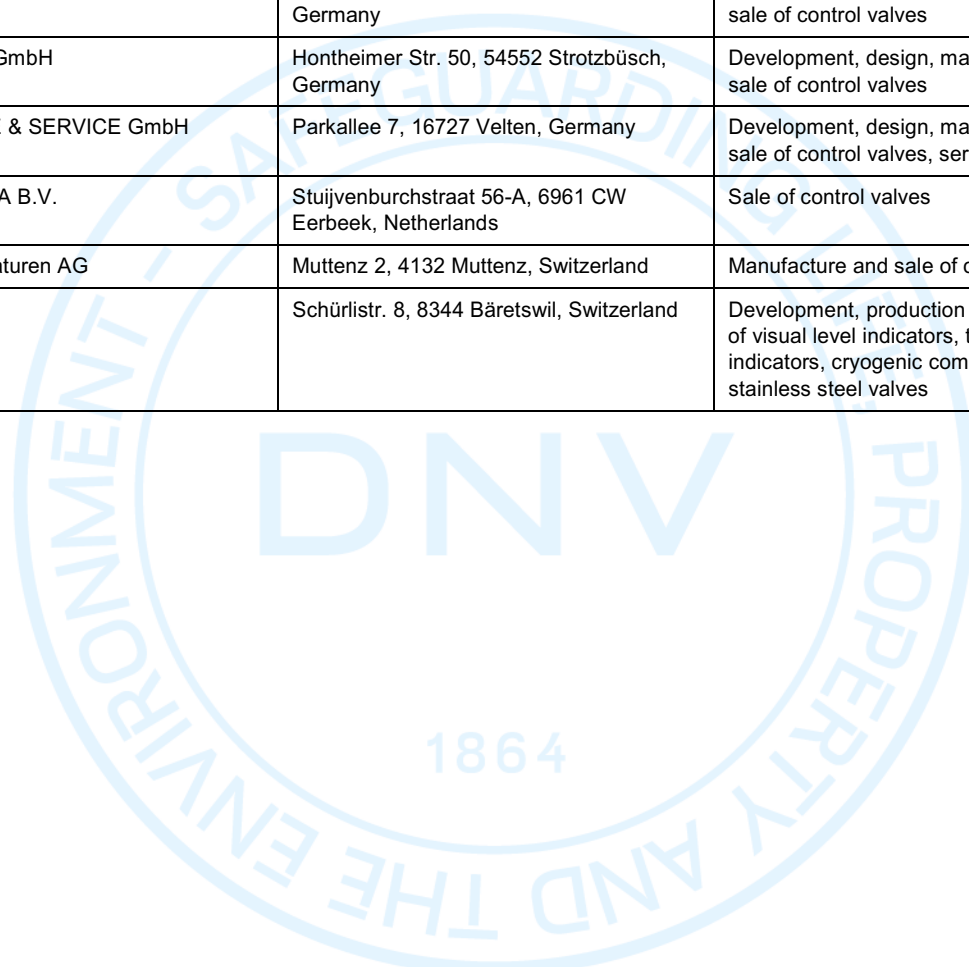 Germany
sale of control valves
GmbH
Hontheimer Str. 50, 54552 Strotzbüsch,
Germany
Development, design, ma
sale of control valves
& SERVICE GmbH
Parkallee 7, 16727 Velten, Germany
Development, design, ma
sale of control valves, ser
A B.V.
Stuijvenburchstraat 56-A, 6961 CW
Eerbeek, Netherlands
Sale of control valves
aturen AG
Muttenz 2, 4132 Muttenz, Switzerland
Manufacture and sale of
Schürlistr. 8, 8344 Bäretswil, Switzerland
Development, production
of visual level indicators,
indicators, cryogenic com
stainless steel valves
SAFEGUARDING LIFE, PROPERTY AND THE ENVIRONMENT –
DNV
1864